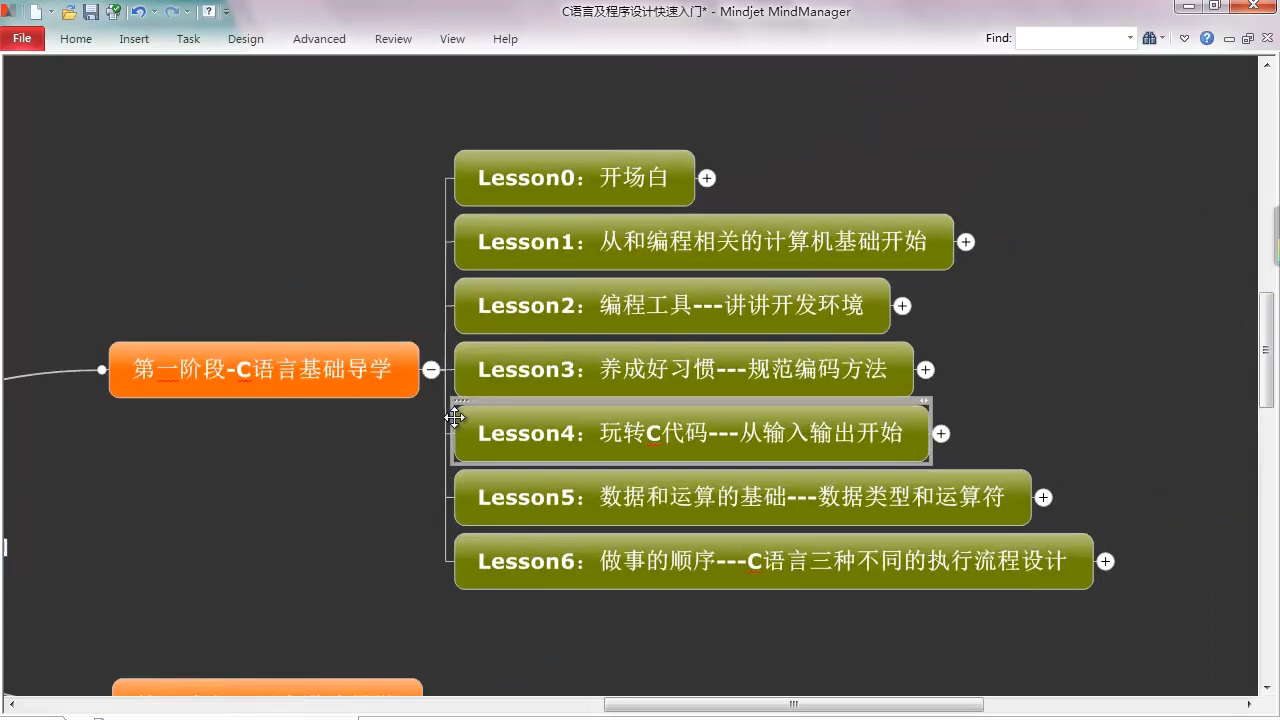 C语言及程序设计快速入门* - Mindjet MindManager
File Home Insert Task Design Advanced Review View Help Find:
Lesson0：开场白
Lesson1：从和编程相关的计算机基础开始
Lesson2：编程工具---讲讲开发环境
第一阶段-C语言基础导学
Lesson3：养成好习惯---规范编码方法
Lesson4：玩转C代码---从输入输出开始
Lesson5：数据和运算的基础---数据类型和运算符
Lesson6：做事的顺序---C语言三种不同的执行流程设计